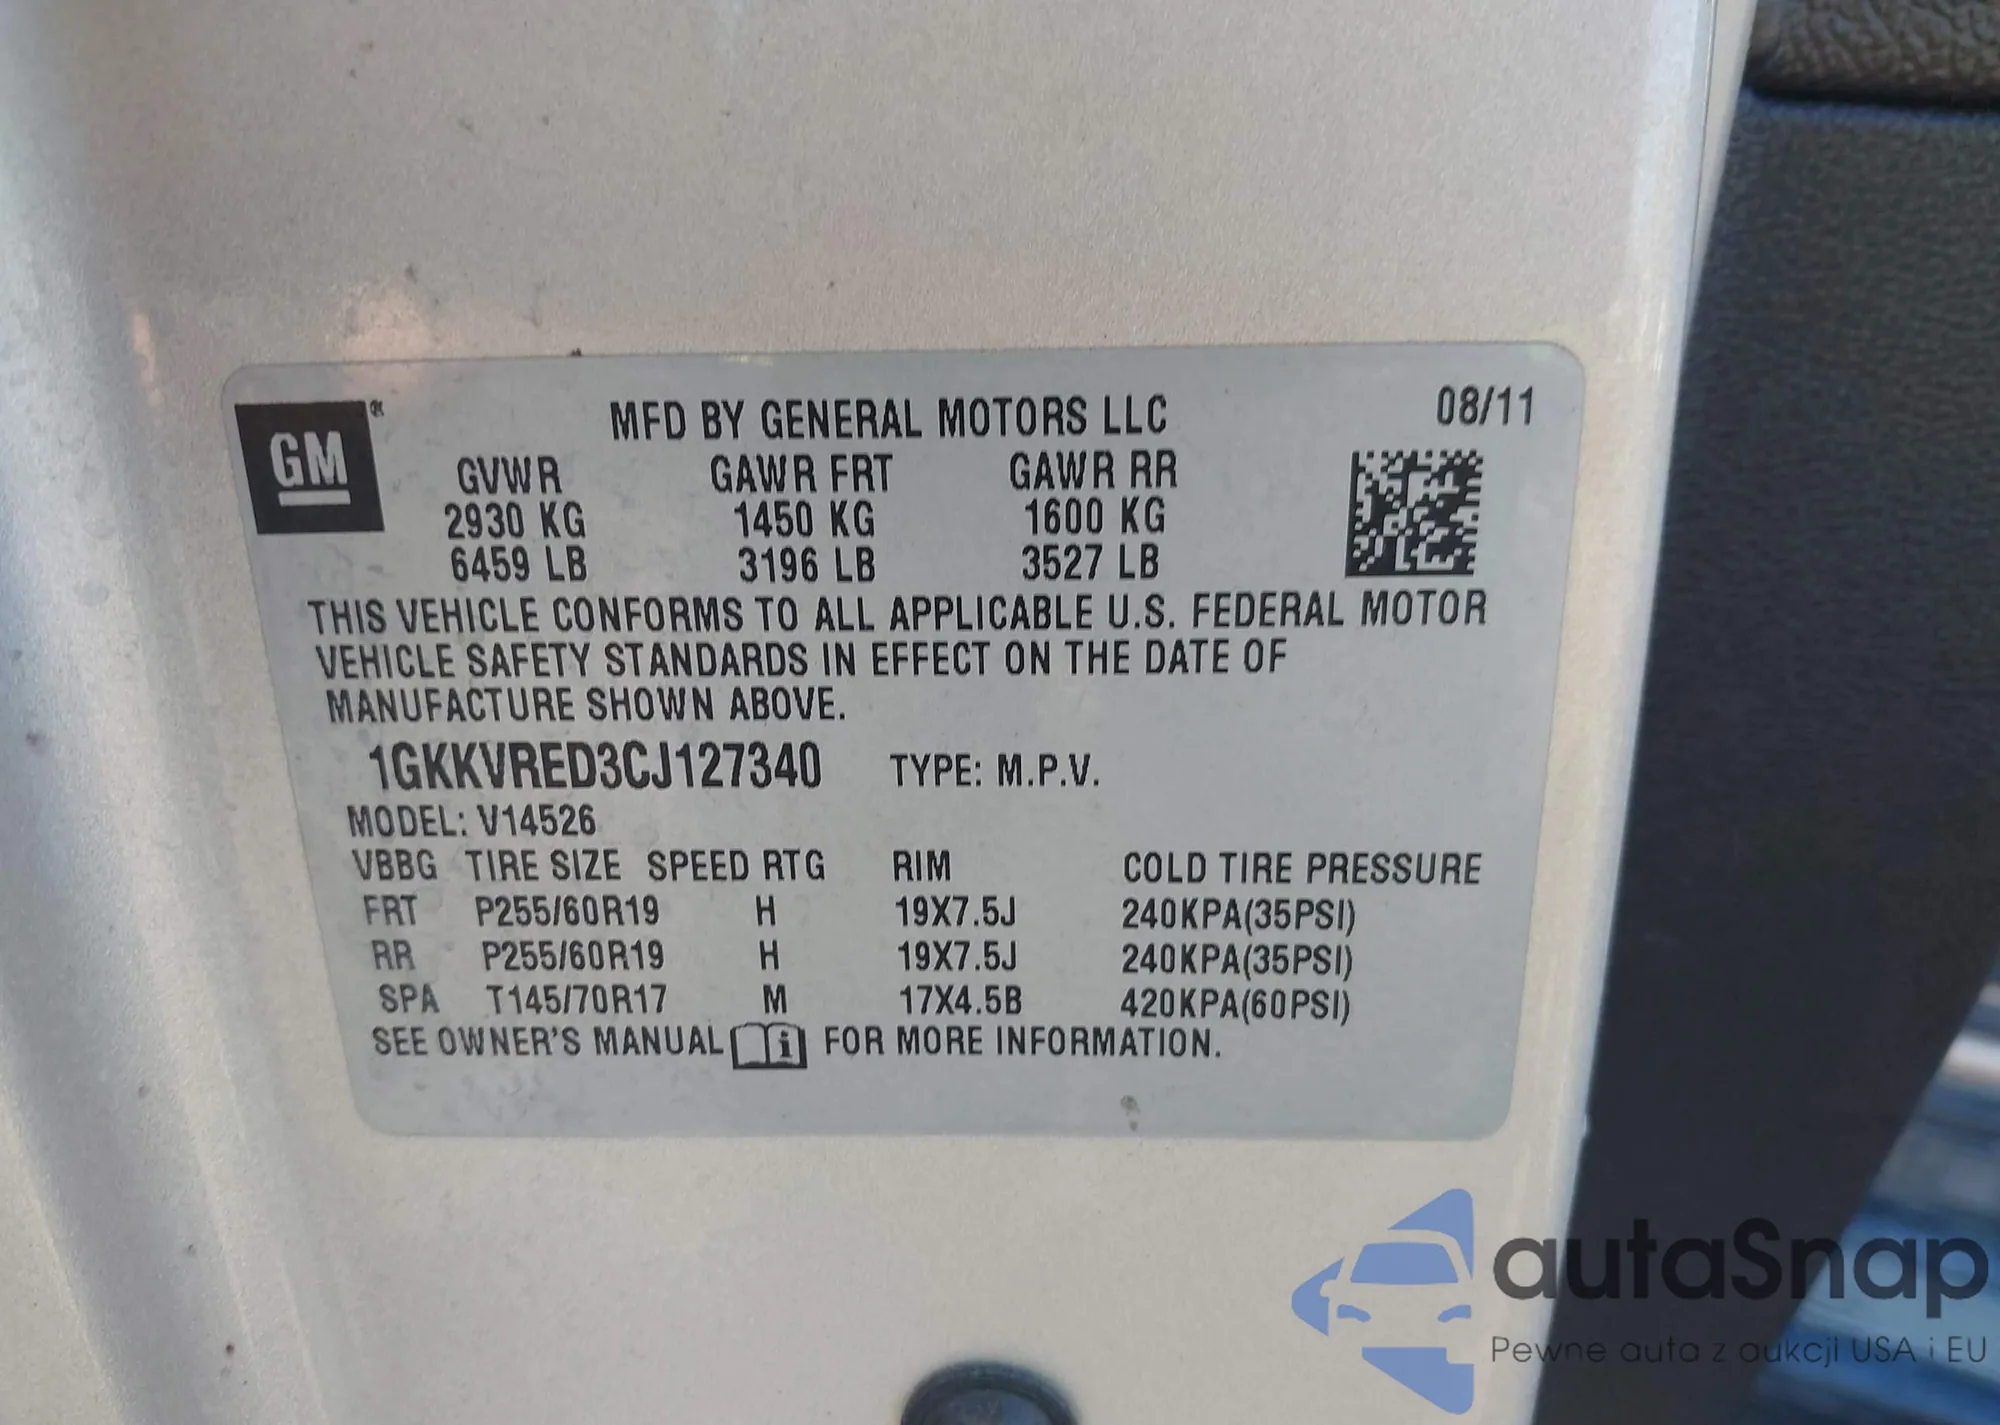 GM®
MFD BY GENERAL MOTORS LLC 08/11
GVWR GAWR FRT GAWR RR
2930 KG 1450 KG 1600 KG
6459 LB 3196 LB 3527 LB
THIS VEHICLE CONFORMS TO ALL APPLICABLE U.S. FEDERAL MOTOR
VEHICLE SAFETY STANDARDS IN EFFECT ON THE DATE OF
MANUFACTURE SHOWN ABOVE.
1GKKVRED3CJ127340 TYPE: M.P.V.
MODEL: V14526
VBBG TIRE SIZE SPEED RTG RIM COLD TIRE PRESSURE
FRT P255/60R19 H 19X7.5J 240KPA(35PSI)
RR P255/60R19 H 19X7.5J 240KPA(35PSI)
SPA T145/70R17 M 17X4.5B 420KPA(60PSI)
SEE OWNER'S MANUAL i FOR MORE INFORMATION.
autaSnap
Pewne auta z aukcji USA i EU